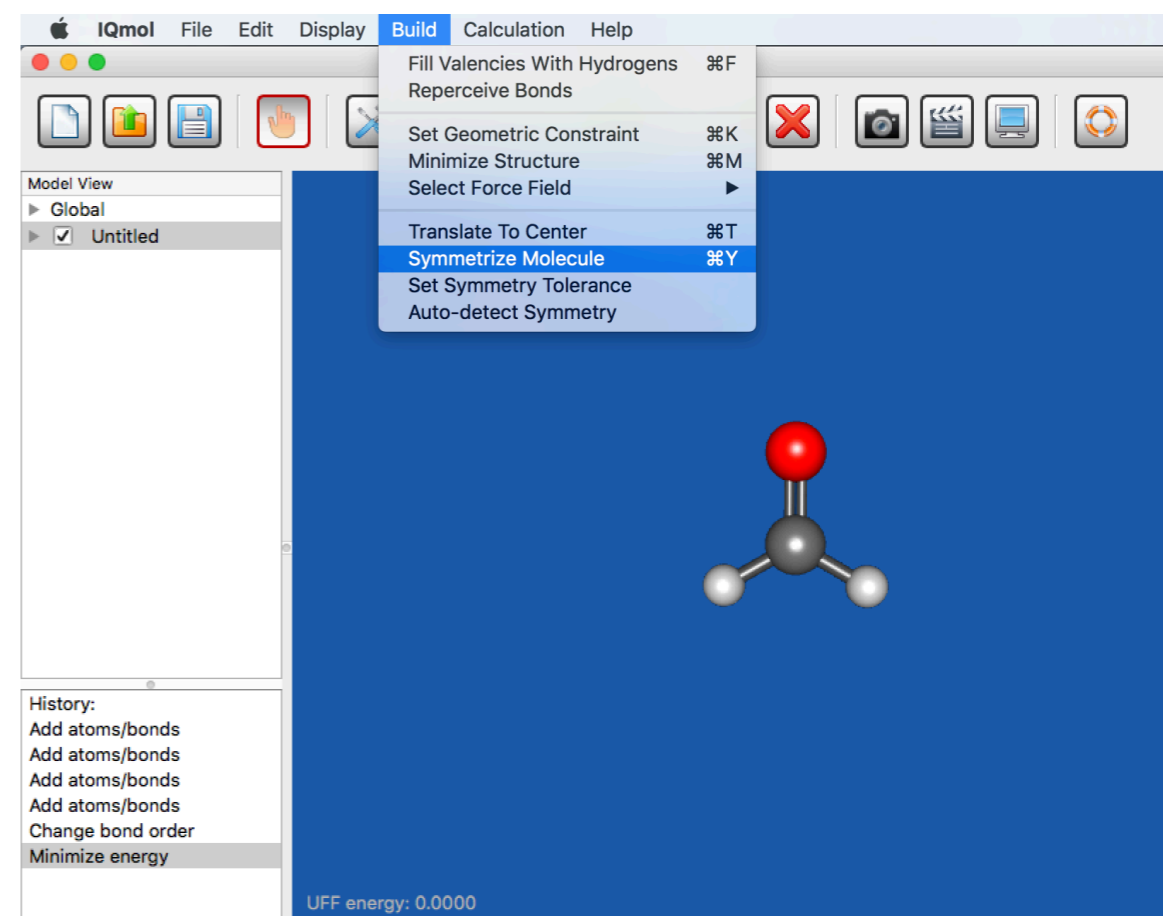 IQmol File Edit Display Build Calculation Help
Fill Valencies With Hydrogens ⌘F
Reperceive Bonds
Set Geometric Constraint ⌘K
Minimize Structure ⌘M
Select Force Field ▶
Translate To Center ⌘T
Symmetrize Molecule ⌘Y
Set Symmetry Tolerance
Auto-detect Symmetry
Model View
Global
Untitled
History:
Add atoms/bonds
Add atoms/bonds
Add atoms/bonds
Add atoms/bonds
Change bond order
Minimize energy
UFF energy: 0.0000